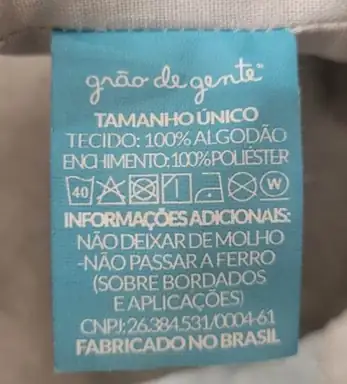 grão de gente™
TAMANHO ÚNICO
TECIDO: 100% ALGODÃO
ENCHIMENTO: 100% POLIÉSTER
40 W
INFORMAÇÕES ADICIONAIS:
NÃO DEIXAR DE MOLHO
-NÃO PASSAR A FERRO
(SOBRE BORDADOS
E APLICAÇÕES)
CNPJ: 26.384.531/0004-61
FABRICADO NO BRASIL